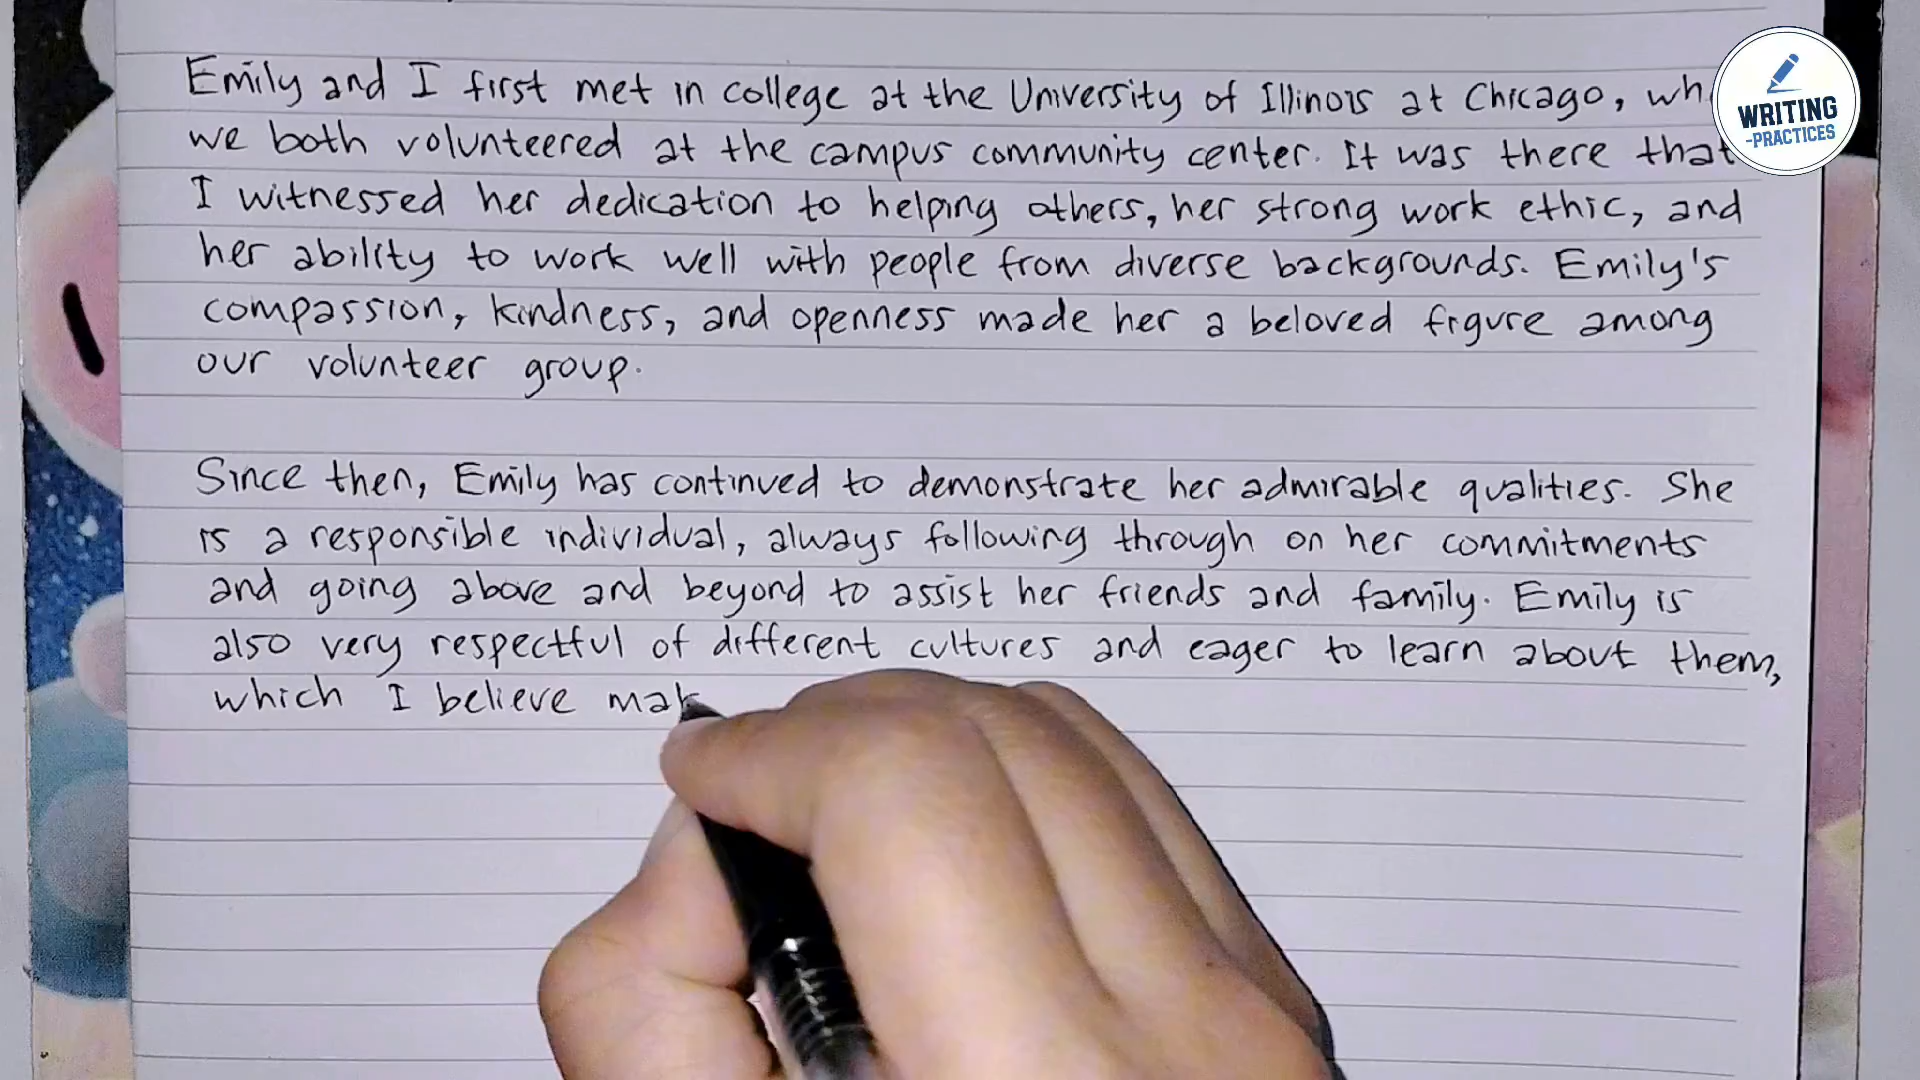 Emily and I first met in college at the University of Illinois at Chicago,
we both volunteered at the campus community center. It was there that
I witnessed her dedication to helping others, her strong work ethic, and
her ability to work well with people from diverse backgrounds. Emily's
compassion, kindness, and openness made her a beloved figure among
our volunteer group.
Since then, Emily has continued to demonstrate her admirable qualities. She
is a responsible individual, always following through on her commitments
and going above and beyond to assist her friends and family. Emily is
also very respectful of different cultures and eager to learn about them,
which I believe mak
WRITING
-PRACTICES